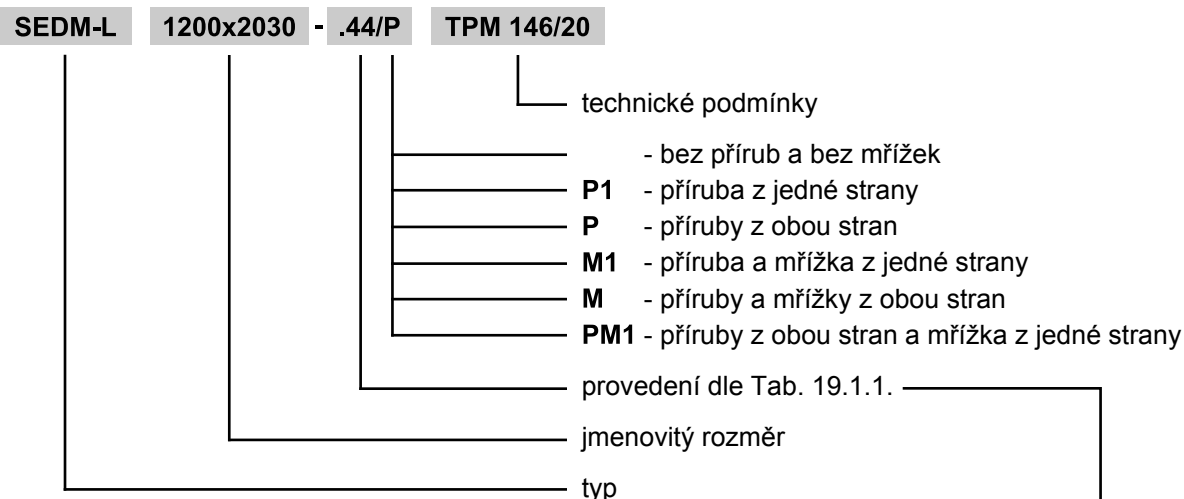 SEDM-L 1200x2030 - .44/P TPM 146/20
technické podmínky
- bez přírub a bez mřížek
P1 - příruba z jedné strany
P - příruby z obou stran
M1 - příruba a mřížka z jedné strany
M - příruby a mřížky z obou stran
PM1 - příruby z obou stran a mřížka z jedné strany
provedení dle Tab. 19.1.1.
jmenovitý rozměr
typ